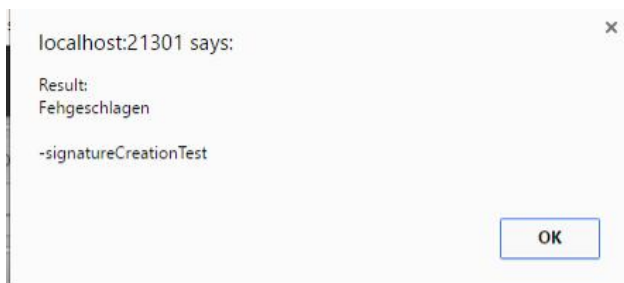 localhost:21301 says:
Result:
Fehgeschlagen
-signatureCreationTest
OK